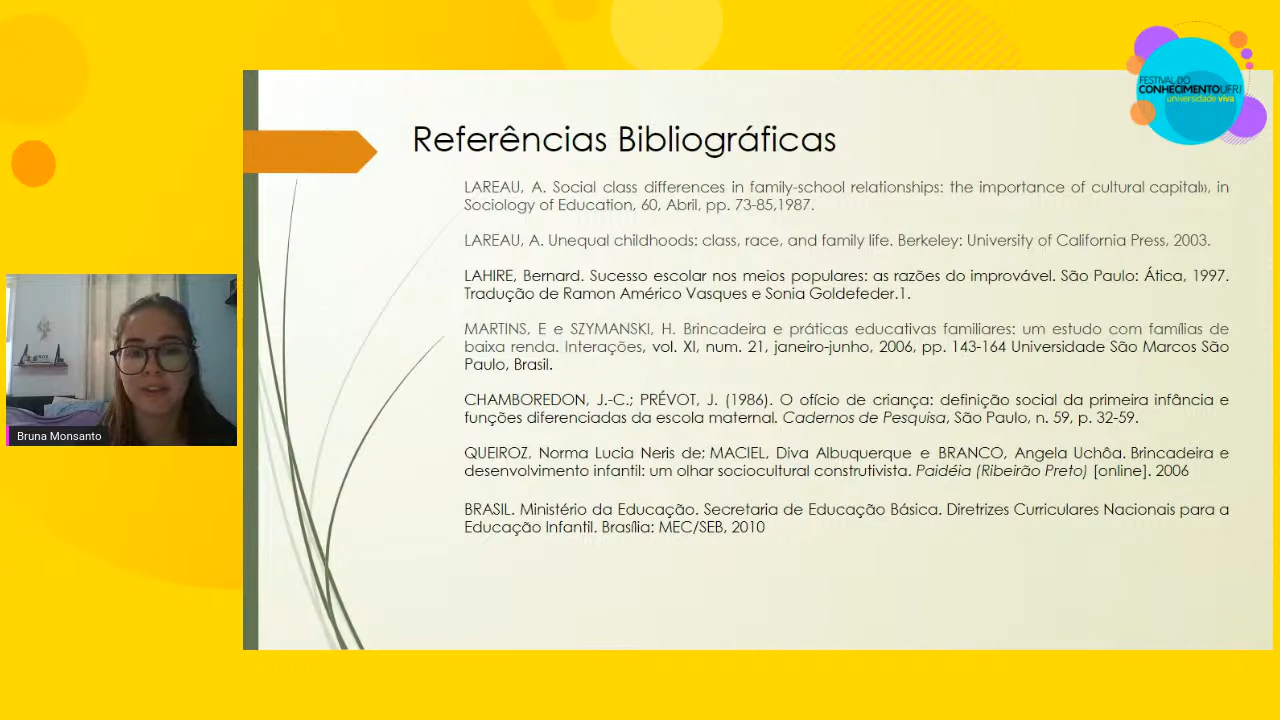 FESTIVAL DO
CONHECIMENTO UFRJ
universidade viva
Referências Bibliográficas
LAREAU, A. Social class differences in family-school relationships: the importance of cultural capital», in
Sociology of Education, 60, Abril, pp. 73-85,1987.
LAREAU, A. Unequal childhoods: class, race, and family life. Berkeley: University of California Press, 2003.
LAHIRE, Bernard. Sucesso escolar nos meios populares: as razões do improvável. São Paulo: Ática, 1997.
Tradução de Ramon Américo Vasques e Sonia Goldefeder.1.
MARTINS, E e SZYMANSKI, H. Brincadeira e práticas educativas familiares: um estudo com famílias de
baixa renda. Interações, vol. XI, num. 21, janeiro-junho, 2006, pp. 143-164 Universidade São Marcos São
Paulo, Brasil.
CHAMBOREDON, J.-C.; PRÉVOT, J. (1986). O ofício de criança: definição social da primeira infância e
funções diferenciadas da escola maternal. Cadernos de Pesquisa, São Paulo, n. 59, p. 32-59.
QUEIROZ, Norma Lucia Neris de; MACIEL, Diva Albuquerque e BRANCO, Angela Uchôa. Brincadeira e
desenvolvimento infantil: um olhar sociocultural construtivista. Paidéia (Ribeirão Preto) [online]. 2006
BRASIL. Ministério da Educação. Secretaria de Educação Básica. Diretrizes Curriculares Nacionais para a
Educação Infantil. Brasília: MEC/SEB, 2010
Bruna Monsanto